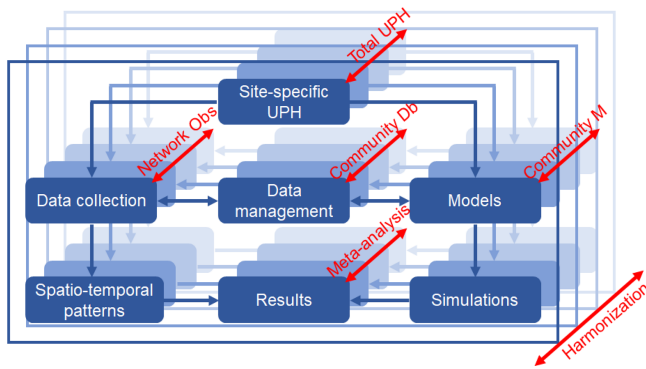 Total UPH
Site-specific
UPH
Network Obs
Community Db
Community M
Data collection
Data
management
Models
Meta-analysis
Spatio-temporal
patterns
Results
Simulations
Harmonization